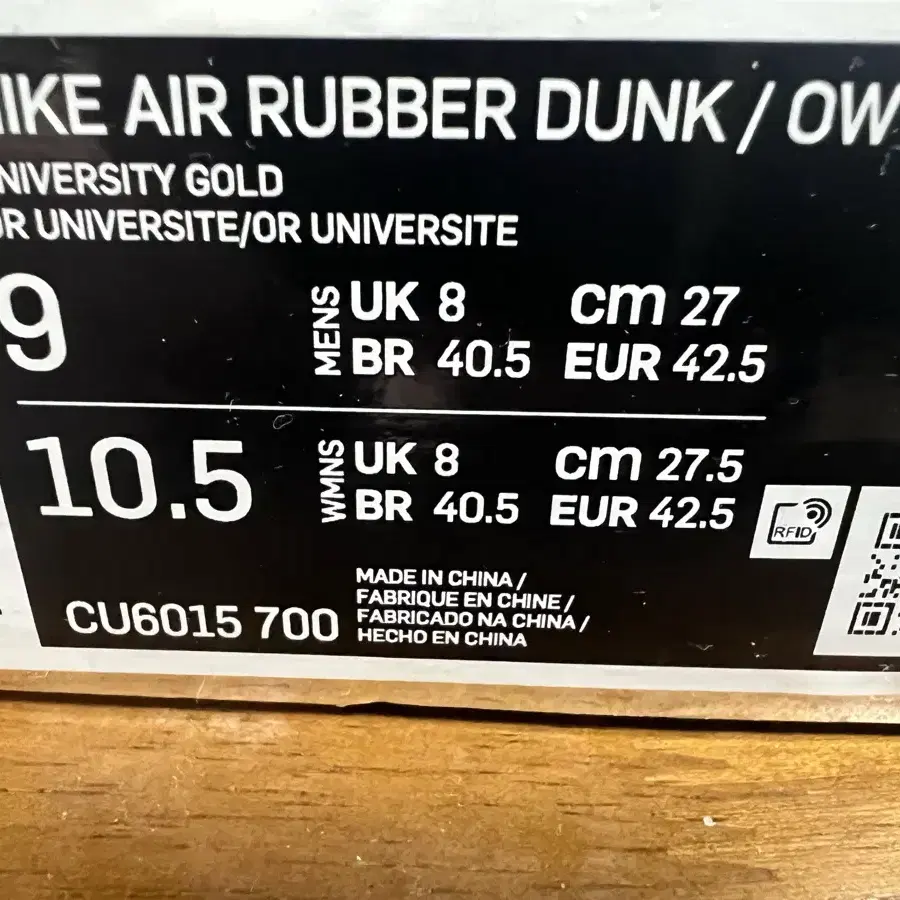 IKE AIR RUBBER DUNK / OW
NIVERSITY GOLD
OR UNIVERSITE/OR UNIVERSITE
9 MENS UK 8 cm 27
BR 40.5 EUR 42.5
10.5 WMNS UK 8 cm 27.5
BR 40.5 EUR 42.5
RFID
MADE IN CHINA /
FABRIQUE EN CHINE /
FABRICADO NA CHINA /
HECHO EN CHINA
CU6015 700